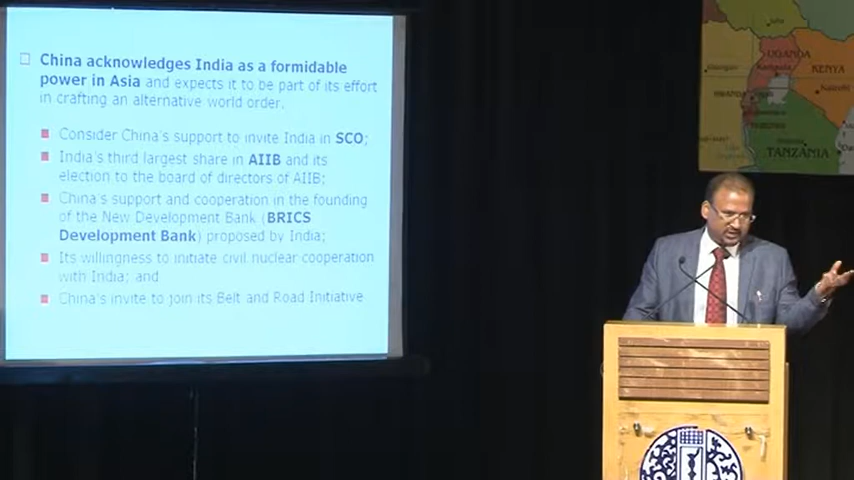 China acknowledges India as a formidable
power in Asia and expects it to be part of its effort
in crafting an alternative world order.
Consider China's support to invite India in SCO;
India's third largest share in AIIB and its
election to the board of directors of AIIB;
China's support and cooperation in the founding
of the New Development Bank (BRICS
Development Bank) proposed by India;
Its willingness to initiate civil nuclear cooperation
with India; and
China's invite to join its Belt and Road Initiative
UGANDA
KENYA
RWANDA
TANZANIA